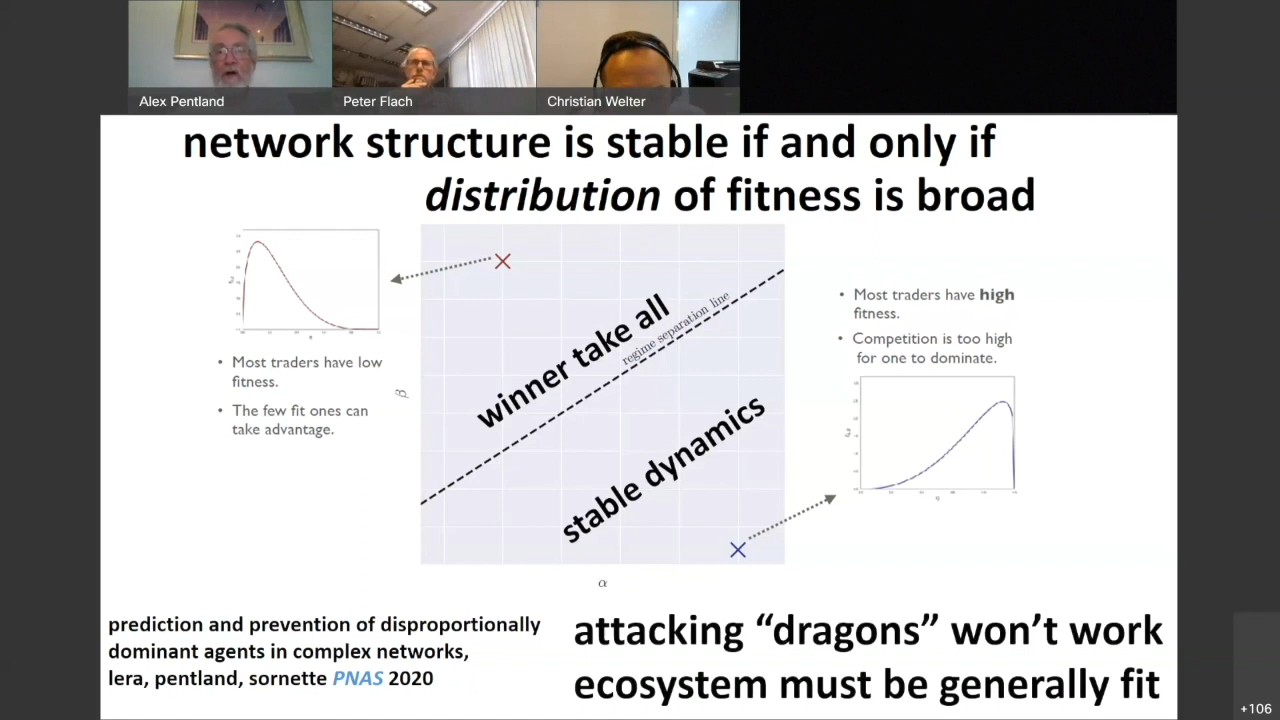 Alex Pentland
Peter Flach
Christian Welter
network structure is stable if and only if
distribution of fitness is broad
• Most traders have low
fitness.
• The few fit ones can
take advantage.
β
winner take all
regime separation line
stable dynamics
α
• Most traders have high
fitness.
• Competition is too high
for one to dominate.
prediction and prevention of disproportionally
dominant agents in complex networks,
lera, pentland, sornette PNAS 2020
attacking “dragons” won’t work
ecosystem must be generally fit
+106